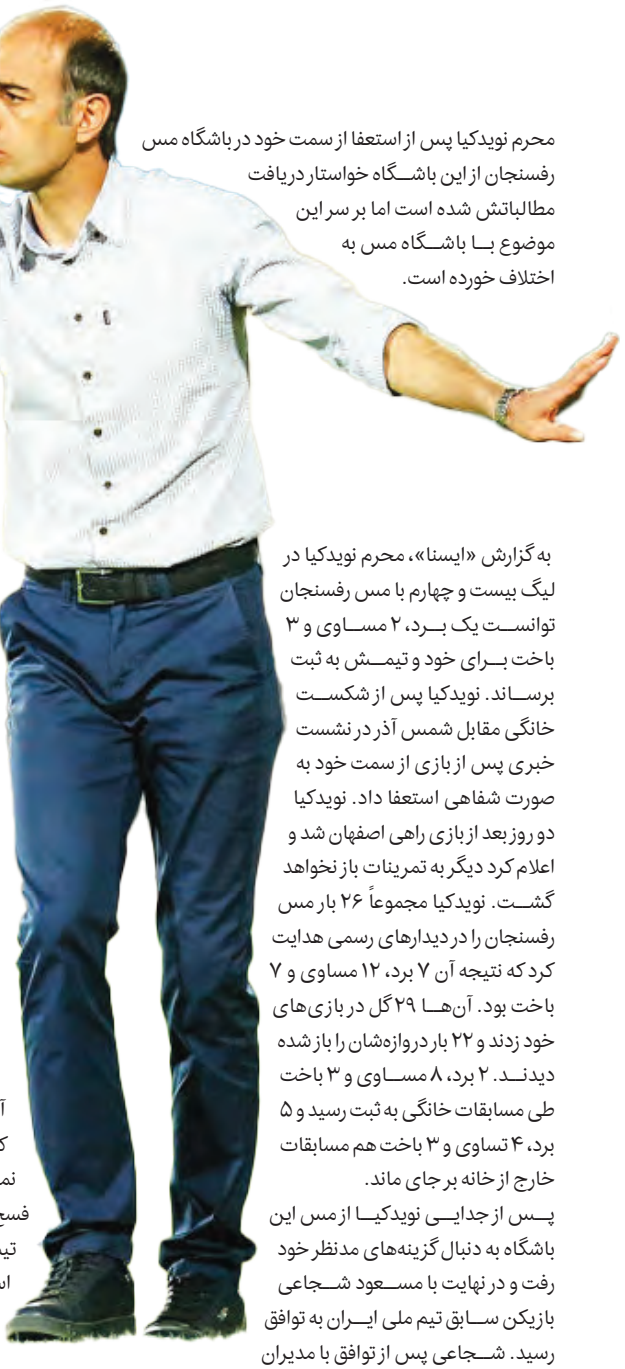 محرم نویدکیا پس از استعفا از سمت خود در باشگاه مس
رفسنجان از این باشگاه خواستار دریافت
مطالباتش شده است اما بر سر این
موضوع با باشگاه مس به
اختلاف خورده است.
به گزارش «ایسنا»، محرم نویدکیا در
لیگ بیست و چهارم با مس رفسنجان
توانست یک برد، ۲ مساوی و ۳
باخت برای خود و تیمش به ثبت
برساند. نویدکیا پس از شکست
خانگی مقابل شمس آذر در نشست
خبری پس از بازی از سمت خود به
صورت شفاهی استعفا داد. نویدکیا
دو روز بعد از بازی راهی اصفهان شد و
اعلام کرد دیگر به تمرینات باز نخواهد
گشت. نویدکیا مجموعاً ۲۶ بار مس
رفسنجان را در دیدارهای رسمی هدایت
کرد که نتیجه آن ۷ برد، ۱۲ مساوی و ۷
باخت بود. آن‌ها ۲۹ گل در بازی‌های
خود زدند و ۲۲ بار دروازه‌شان را باز شده
دیدند. ۲ برد، ۸ مساوی و ۳ باخت
طی مسابقات خانگی به ثبت رسید و ۵
برد، ۴ تساوی و ۳ باخت هم مسابقات
خارج از خانه بر جای ماند.
پس از جدایی نویدکیا از مس این
باشگاه به دنبال گزینه‌های مدنظر خود
رفت و در نهایت با مسعود شجاعی
بازیکن سابق تیم ملی ایران به توافق
رسید. شجاعی پس از توافق با مدیران